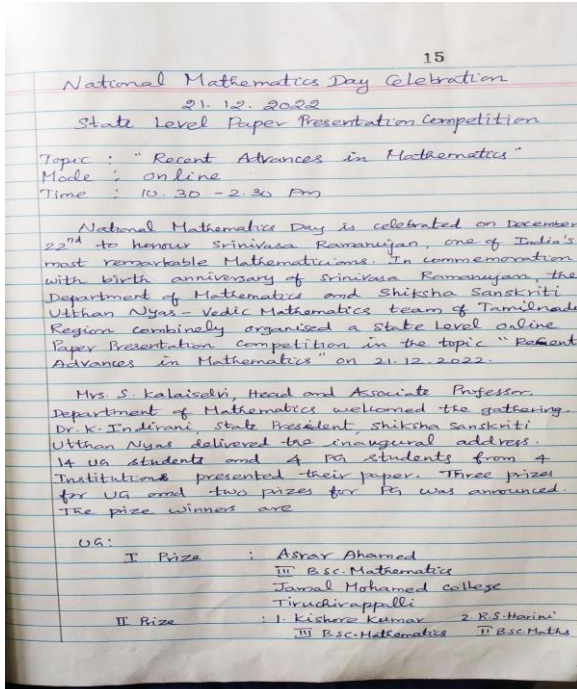 15
National Mathematics Day Celebration
21.12.2022
State Level Paper Presentation Competition
Topic : "Recent Advances in Mathematics"
Mode : online
Time : 10.30 - 2.30 Pm
National Mathematics Day is celebrated on December
22nd to honour Srinivasa Ramanujan, one of India's
most remarkable Mathematicians. In commemoration
with birth anniversary of Srinivasa Ramanujan, the
Department of Mathematics and Shiksha Sanskriti
Utthan Nyas - Vedic Mathematics team of Tamilnadu
Region combinely organised a State Level online
Paper Presentation competition in the topic "Recent
Advances in Mathematics" on 21.12.2022.
Mrs. S. Kalaiselvi, Head and Associate Professor,
Department of Mathematics welcomed the gathering.
Dr. K. Indirani, State President, Shiksha Sanskriti
Utthan Nyas delivered the inaugural address.
14 UG students and 4 PG students from 4
Institutions presented their paper. Three prizes
for UG and two prizes for PG was announced.
The prize winners are
UG:
I Prize : Asrar Ahamed
III B.Sc. Mathematics
Jamal Mohamed college
Tiruchirappalli
II Prize : 1. Kishore Kumar 2. R.S. Harini
III BSC. Mathematics II B.Sc. Maths